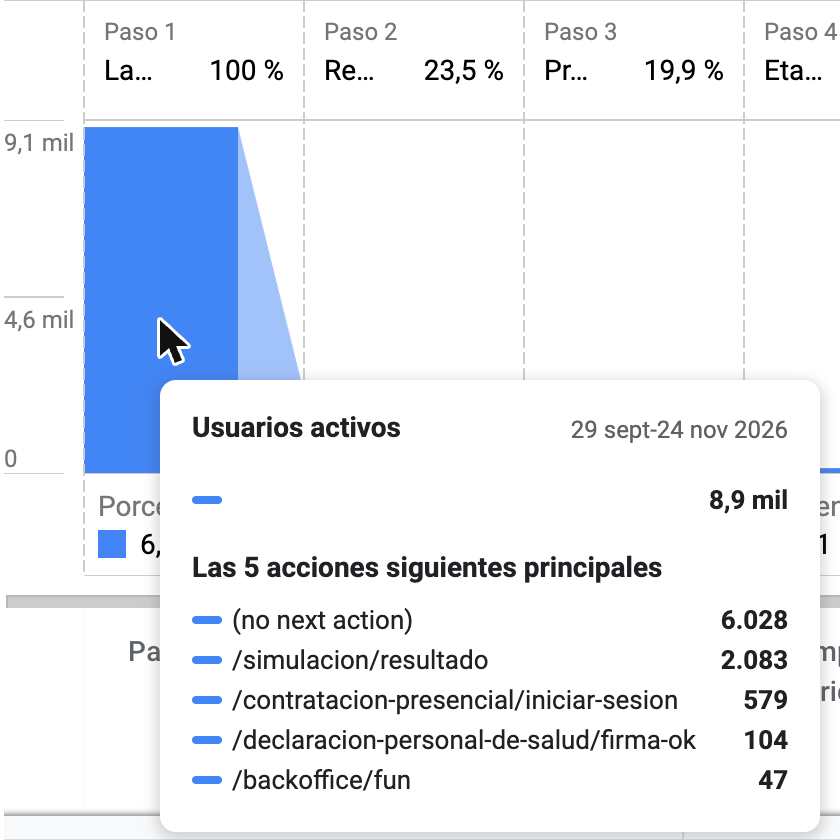 Paso 1 Paso 2 Paso 3 Paso 4
La... 100 % Re... 23,5 % Pr... 19,9 % Eta...
9,1 mil
4,6 mil
0
Usuarios activos 29 sept-24 nov 2026
8,9 mil
Porce
6,
1
Las 5 acciones siguientes principales
(no next action) 6.028
/simulacion/resultado 2.083
/contratacion-presencial/iniciar-sesion 579
/declaracion-personal-de-salud/firma-ok 104
/backoffice/fun 47
Pa